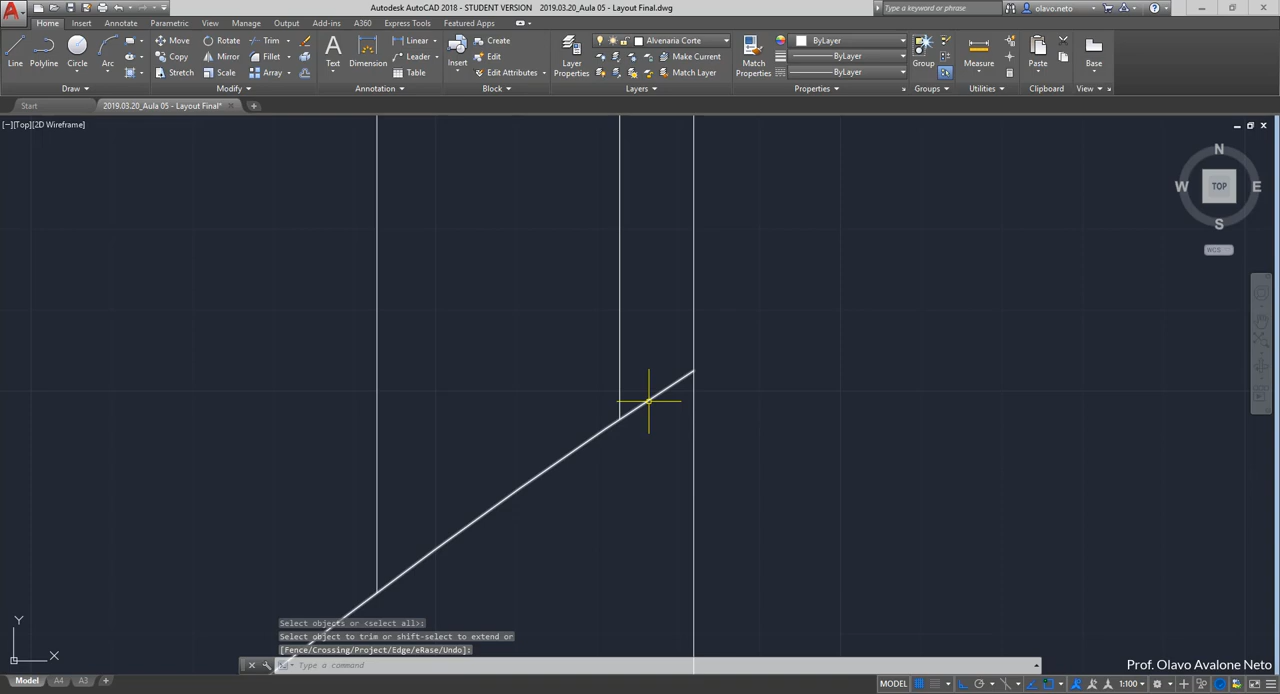 Autodesk AutoCAD 2018 - STUDENT VERSION 2019.03.20_Aula 05 - Layout Final.dwg
Type a keyword or phrase
olavo.neto
Home Insert Annotate Parametric View Manage Output Add-ins A360 Express Tools Featured Apps
Line Polyline Circle Arc
Move Rotate Trim
Copy Mirror Fillet
Stretch Scale Array
Text Dimension
Linear
Leader
Table
Insert
Create
Edit
Edit Attributes
Layer Properties
Alvenaria Corte
Make Current
Match Layer
Match Properties
ByLayer
ByLayer
ByLayer
Group
Measure
Paste
Base
Draw Modify Annotation Block Layers Properties Groups Utilities Clipboard View
Start 2019.03.20_Aula 05 - Layout Final*
[−][Top][2D Wireframe]
N
W TOP E
S
WCS
Y
X
Select objects or <select all>:
Select object to trim or shift-select to extend or
[Fence/Crossing/Project/Edge/eRase/Undo]:
Type a command
Prof. Olavo Avalone Neto
Model A4 A3
MODEL 1:100